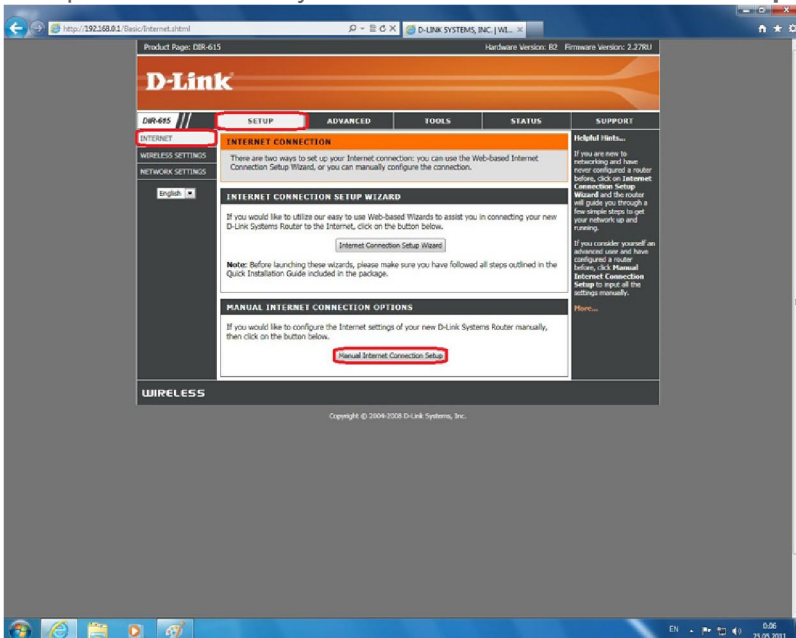 http://192.168.0.1/Basic/Internet.shtml
D-LINK SYSTEMS, INC. | WI...
Product Page: DIR-615
Hardware Version: B2 Firmware Version: 2.27RU
D-Link
DIR-615
SETUP
ADVANCED
TOOLS
STATUS
SUPPORT
INTERNET
WIRELESS SETTINGS
NETWORK SETTINGS
English
INTERNET CONNECTION
There are two ways to set up your Internet connection: you can use the Web-based Internet
Connection Setup Wizard, or you can manually configure the connection.
INTERNET CONNECTION SETUP WIZARD
If you would like to utilize our easy to use Web-based Wizards to assist you in connecting your new
D-Link Systems Router to the Internet, click on the button below.
Internet Connection Setup Wizard
Note: Before launching these wizards, please make sure you have followed all steps outlined in the
Quick Installation Guide included in the package.
MANUAL INTERNET CONNECTION OPTIONS
If you would like to configure the Internet settings of your new D-Link Systems Router manually,
then click on the button below.
Manual Internet Connection Setup
Helpful Hints...
If you are new to
networking and have
never configured a router
before, click on Internet
Connection Setup
Wizard and the router
will guide you through a
few simple steps to get
your network up and
running.
If you consider yourself an
advanced user and have
configured a router
before, click Manual
Internet Connection
Setup to input all the
settings manually.
More...
WIRELESS
Copyright © 2004-2008 D-Link Systems, Inc.
EN
0:06
25.05.2011